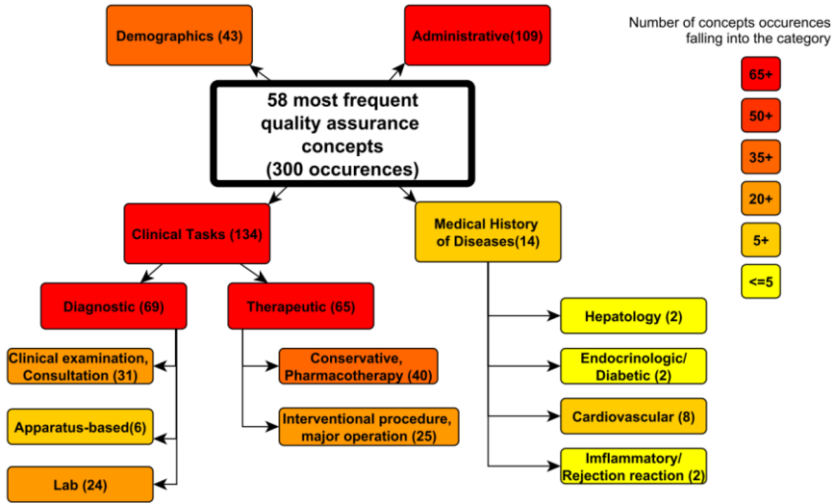 Demographics (43)
Administrative(109)
Number of concepts occurences
falling into the category
65+
50+
35+
20+
5+
<=5
58 most frequent
quality assurance
concepts
(300 occurences)
Clinical Tasks (134)
Medical History
of Diseases(14)
Diagnostic (69)
Therapeutic (65)
Clinical examination,
Consultation (31)
Apparatus-based(6)
Lab (24)
Conservative,
Pharmacotherapy (40)
Interventional procedure,
major operation (25)
Hepatology (2)
Endocrinologic/
Diabetic (2)
Cardiovascular (8)
Imflammatory/
Rejection reaction (2)